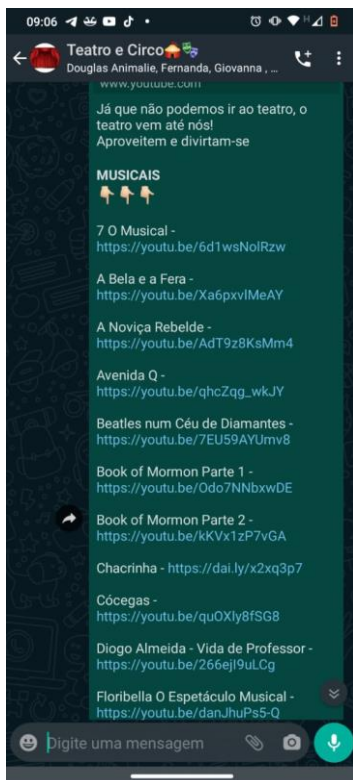 09:06
Teatro e Circo
Douglas Animalie, Fernanda, Giovanna , ...
www.youtube.com
Já que não podemos ir ao teatro, o
teatro vem até nós!
Aproveitem e divirtam-se
MUSICAIS
7 O Musical -
https://youtu.be/6d1wsNolRzw
A Bela e a Fera -
https://youtu.be/Xa6pxvlMeAY
A Noviça Rebelde -
https://youtu.be/AdT9z8KsMm4
Avenida Q -
https://youtu.be/qhcZqg_wkJY
Beatles num Céu de Diamantes -
https://youtu.be/7EU59AYUmv8
Book of Mormon Parte 1 -
https://youtu.be/Odo7NNbxwDE
Book of Mormon Parte 2 -
https://youtu.be/kKVx1zP7vGA
Chacrinha - https://dai.ly/x2xq3p7
Cócegas -
https://youtu.be/quOXly8fSG8
Diogo Almeida - Vida de Professor -
https://youtu.be/266ejI9uLCg
Floribella O Espetáculo Musical -
https://youtu.be/danJhuPs5-Q
Digite uma mensagem